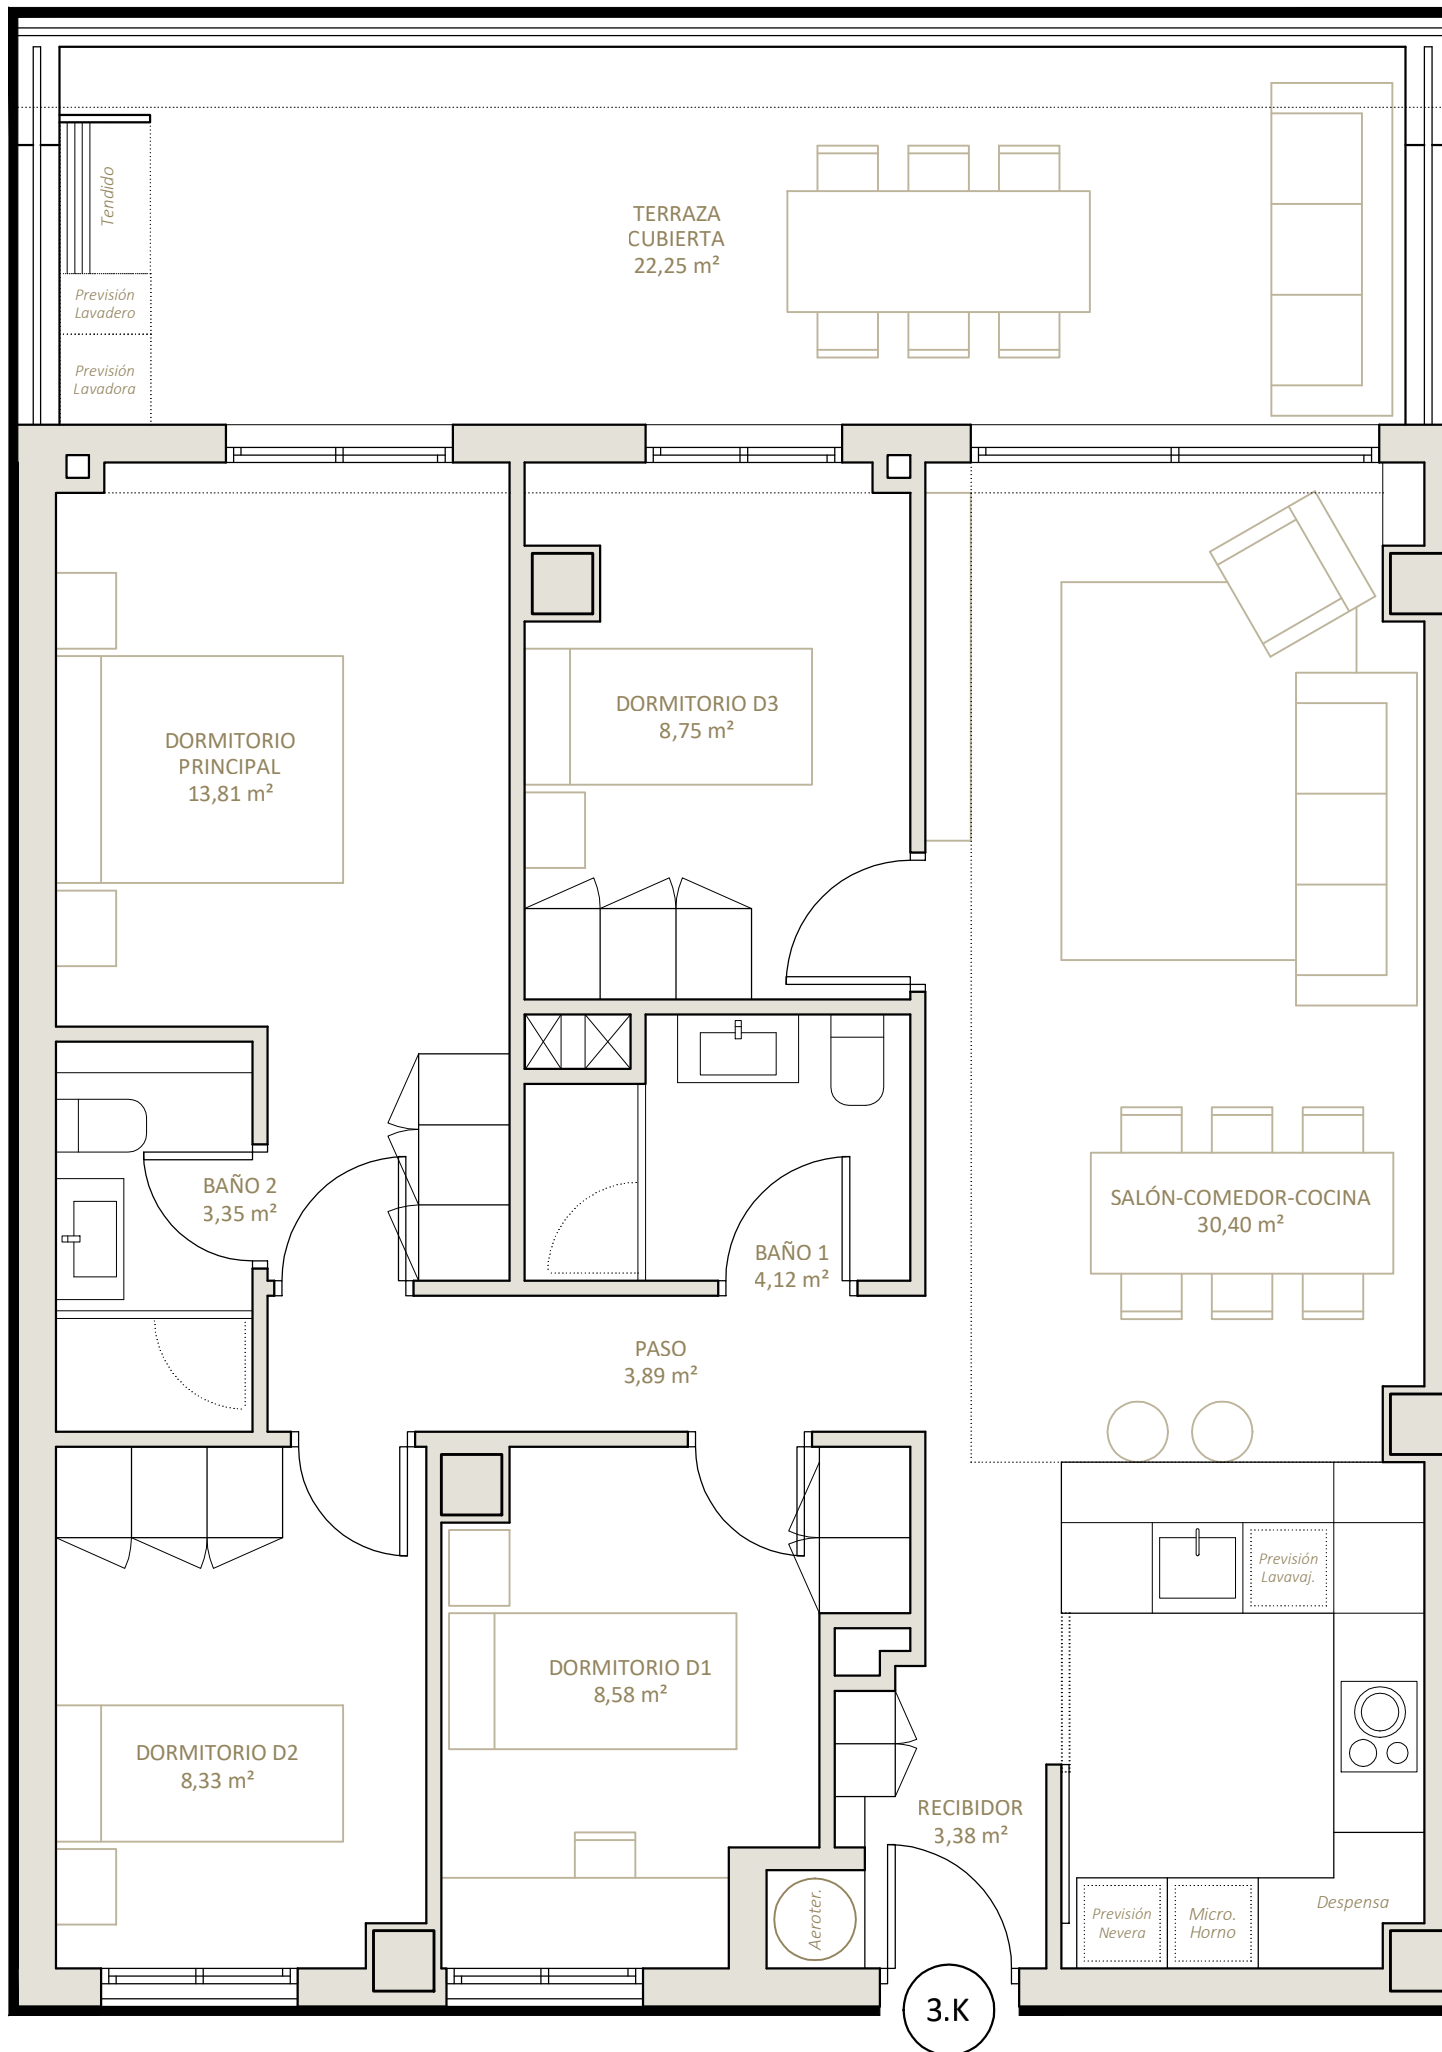 Tendido
Previsión
Lavadero
Previsión
Lavadora
TERRAZA
CUBIERTA
22,25 m²
DORMITORIO
PRINCIPAL
13,81 m²
DORMITORIO D3
8,75 m²
BAÑO 2
3,35 m²
BAÑO 1
4,12 m²
SALÓN-COMEDOR-COCINA
30,40 m²
PASO
3,89 m²
Previsión
Lavavaj.
DORMITORIO D1
8,58 m²
DORMITORIO D2
8,33 m²
RECIBIDOR
3,38 m²
Aeroter.
Previsión
Nevera
Micro.
Horno
Despensa
3.K